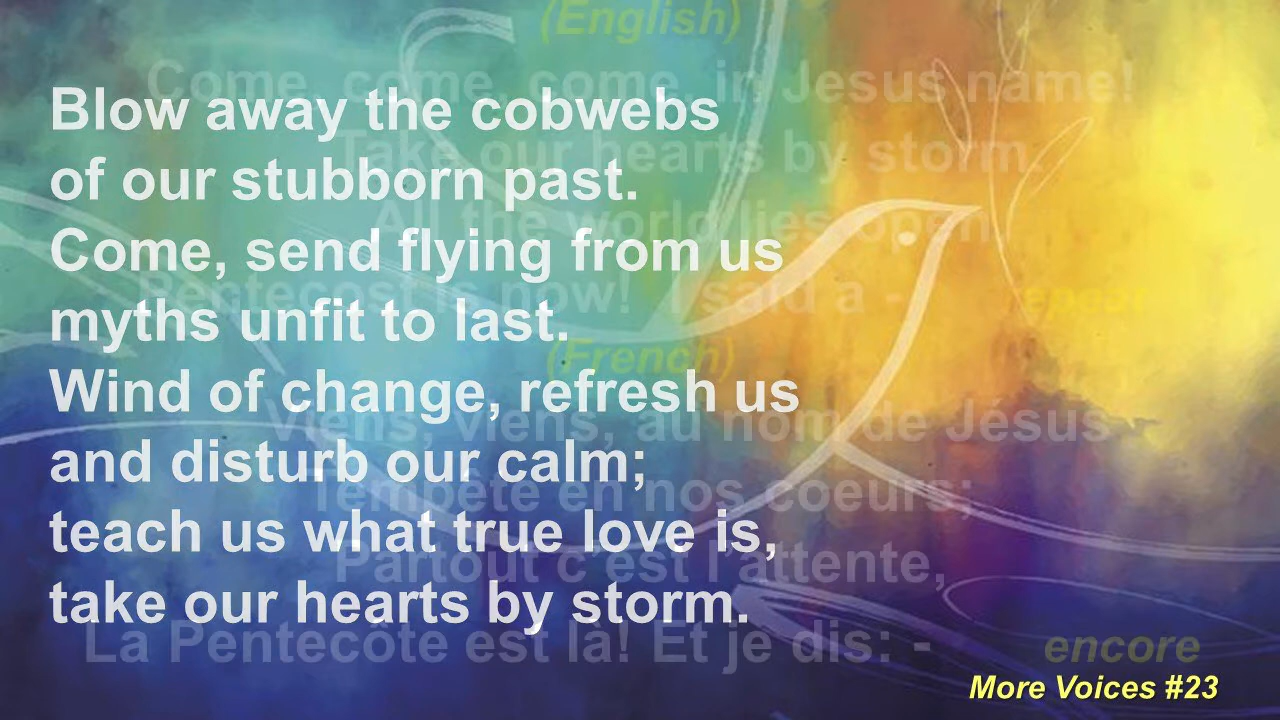 (English)
Come, come, come, in Jesus name!
Take our hearts by storm.
All the world lies open
Pentecost is now! I said a - repeat
(French)
Viens, viens, au nom de Jésus
Tempête en nos coeurs;
Partout c'est l'attente,
La Pentecôte est là! Et je dis: - encore
Blow away the cobwebs
of our stubborn past.
Come, send flying from us
myths unfit to last.
Wind of change, refresh us
and disturb our calm;
teach us what true love is,
take our hearts by storm.
More Voices #23